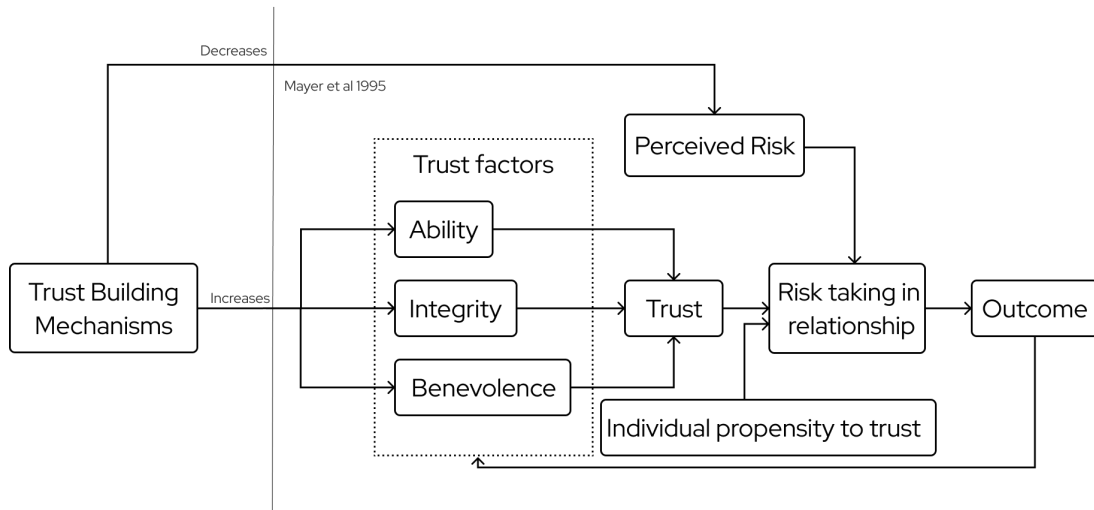 Decreases
Mayer et al 1995
Perceived Risk
Trust factors
Ability
Trust Building
Mechanisms
Increases
Integrity
Trust
Risk taking in
relationship
Outcome
Benevolence
Individual propensity to trust